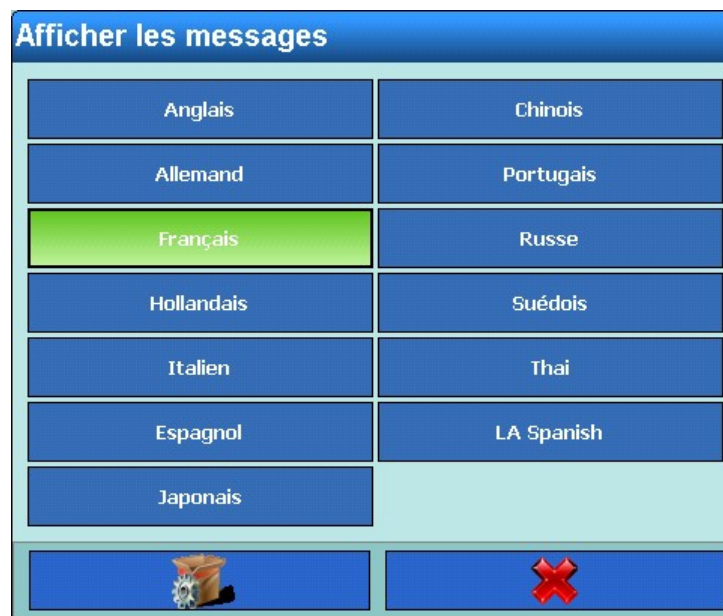 Afficher les messages
Anglais
Chinois
Allemand
Portugais
Français
Russe
Hollandais
Suédois
Italien
Thai
Espagnol
LA Spanish
Japonais